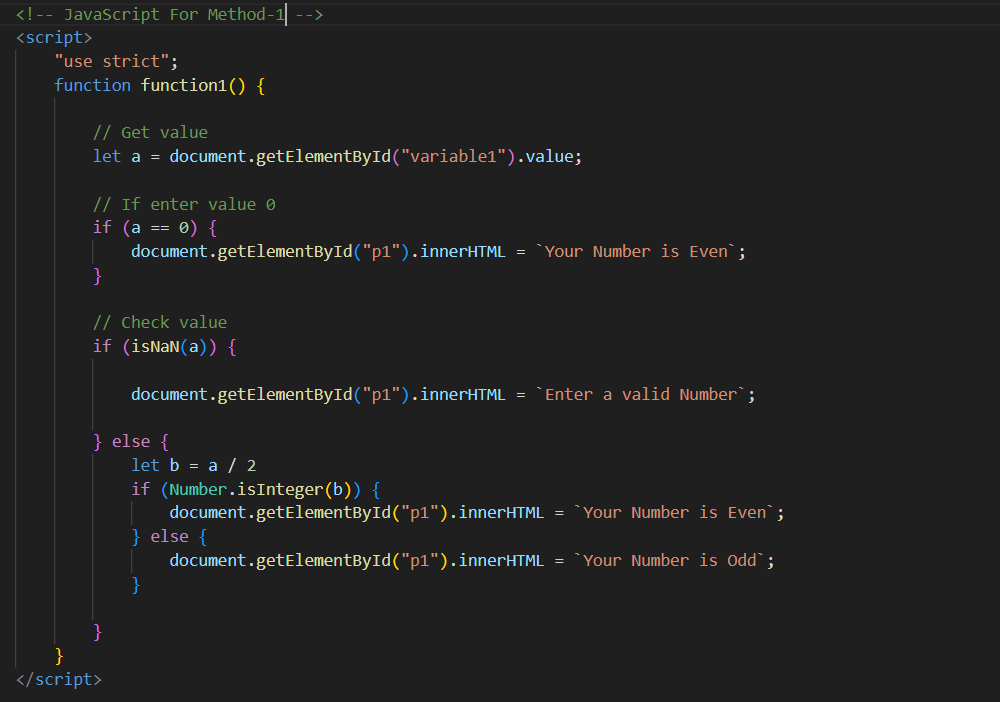 <!-- JavaScript For Method-1 -->
<script>
    "use strict";
    function function1() {

        // Get value
        let a = document.getElementById("variable1").value;

        // If enter value 0
        if (a == 0) {
            document.getElementById("p1").innerHTML = `Your Number is Even`;
        }

        // Check value
        if (isNaN(a)) {

            document.getElementById("p1").innerHTML = `Enter a valid Number`;

        } else {
            let b = a / 2
            if (Number.isInteger(b)) {
                document.getElementById("p1").innerHTML = `Your Number is Even`;
            } else {
                document.getElementById("p1").innerHTML = `Your Number is Odd`;
            }

        }
    }
</script>